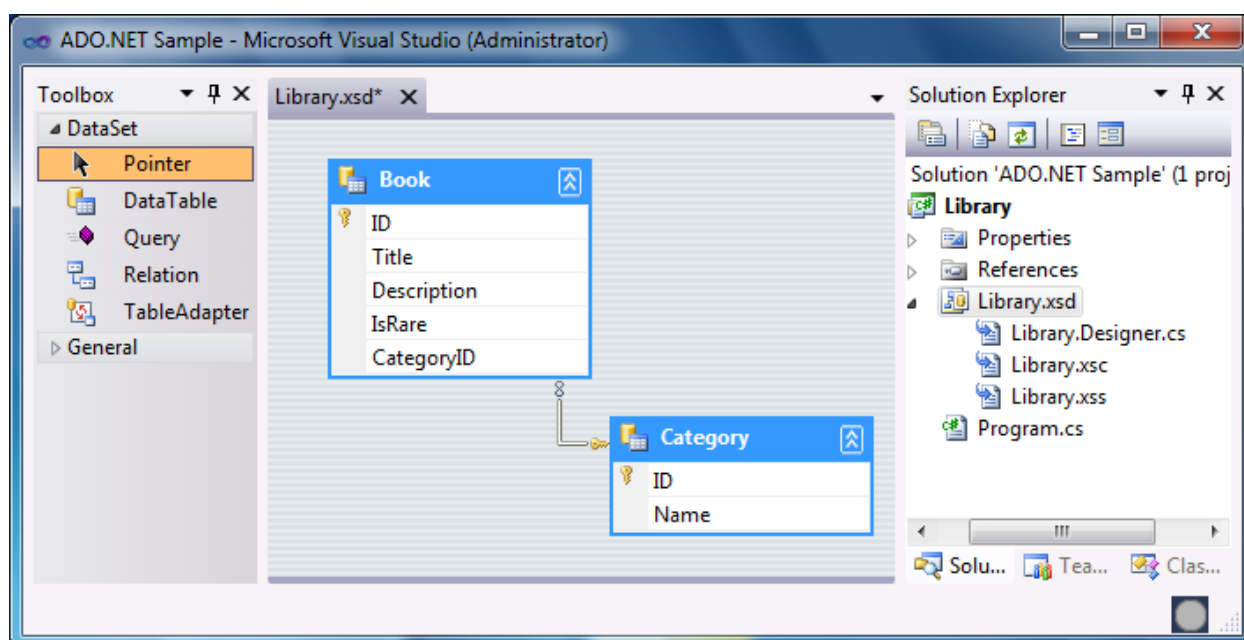 ADO.NET Sample - Microsoft Visual Studio (Administrator)
Toolbox
DataSet
Pointer
DataTable
Query
Relation
TableAdapter
General
Library.xsd*
Book
ID
Title
Description
IsRare
CategoryID
Category
ID
Name
Solution Explorer
Solution 'ADO.NET Sample' (1 proj
Library
Properties
References
Library.xsd
Library.Designer.cs
Library.xsc
Library.xss
Program.cs
Solu... Tea... Clas...